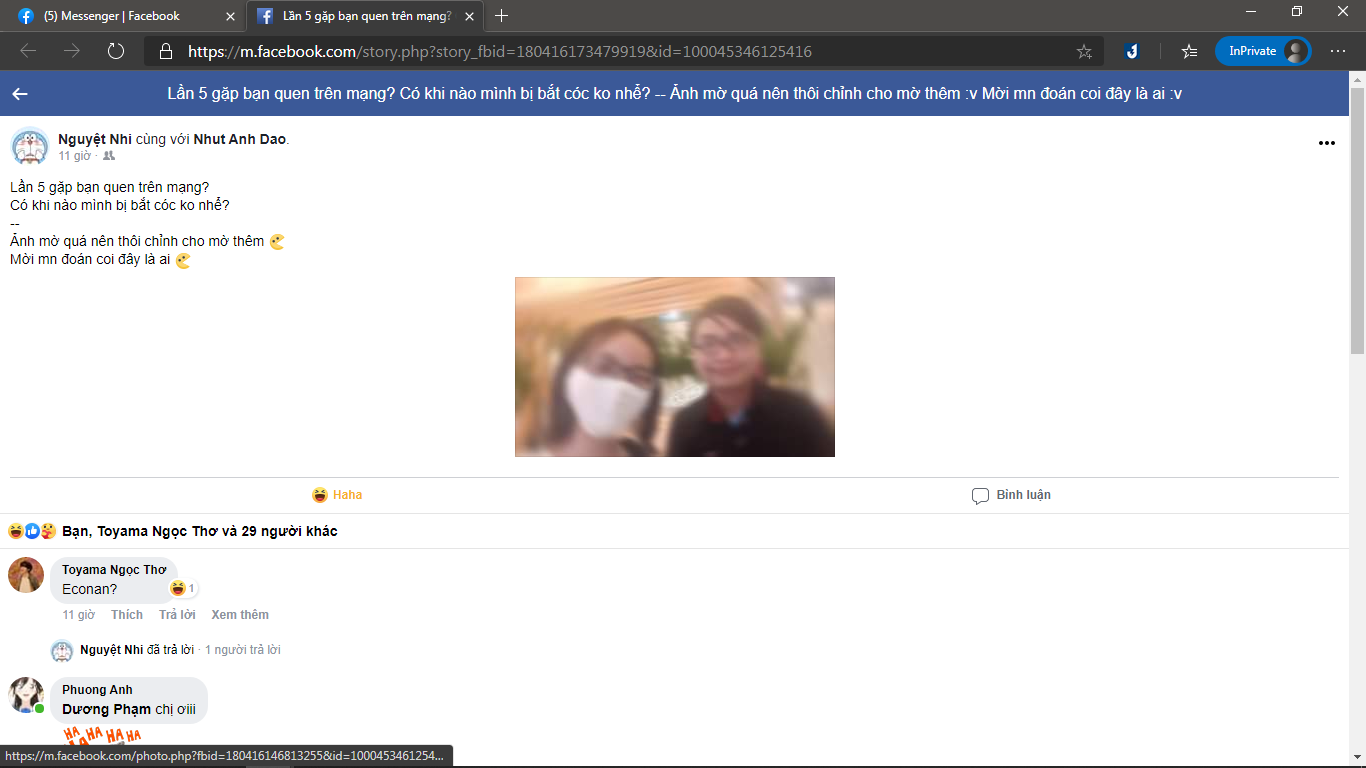 (5) Messenger | Facebook
Lần 5 gặp bạn quen trên mạng?
https://m.facebook.com/story.php?story_fbid=180416173479919&id=100045346125416
InPrivate
Lần 5 gặp bạn quen trên mạng? Có khi nào mình bị bắt cóc ko nhể? -- Ảnh mờ quá nên thôi chỉnh cho mờ thêm :v Mời mn đoán coi đây là ai :v
Nguyệt Nhi cùng với Nhut Anh Dao.
11 giờ ·
Lần 5 gặp bạn quen trên mạng?
Có khi nào mình bị bắt cóc ko nhể?
--
Ảnh mờ quá nên thôi chỉnh cho mờ thêm
Mời mn đoán coi đây là ai
Haha
Bình luận
Bạn, Toyama Ngọc Thơ và 29 người khác
Toyama Ngọc Thơ
Econan?
1
11 giờ Thích Trả lời Xem thêm
Nguyệt Nhi đã trả lời · 1 người trả lời
Phuong Anh
Dương Phạm chị ơiii
HA HA HA HA
https://m.facebook.com/photo.php?fbid=180416146813255&id=1000453461254...